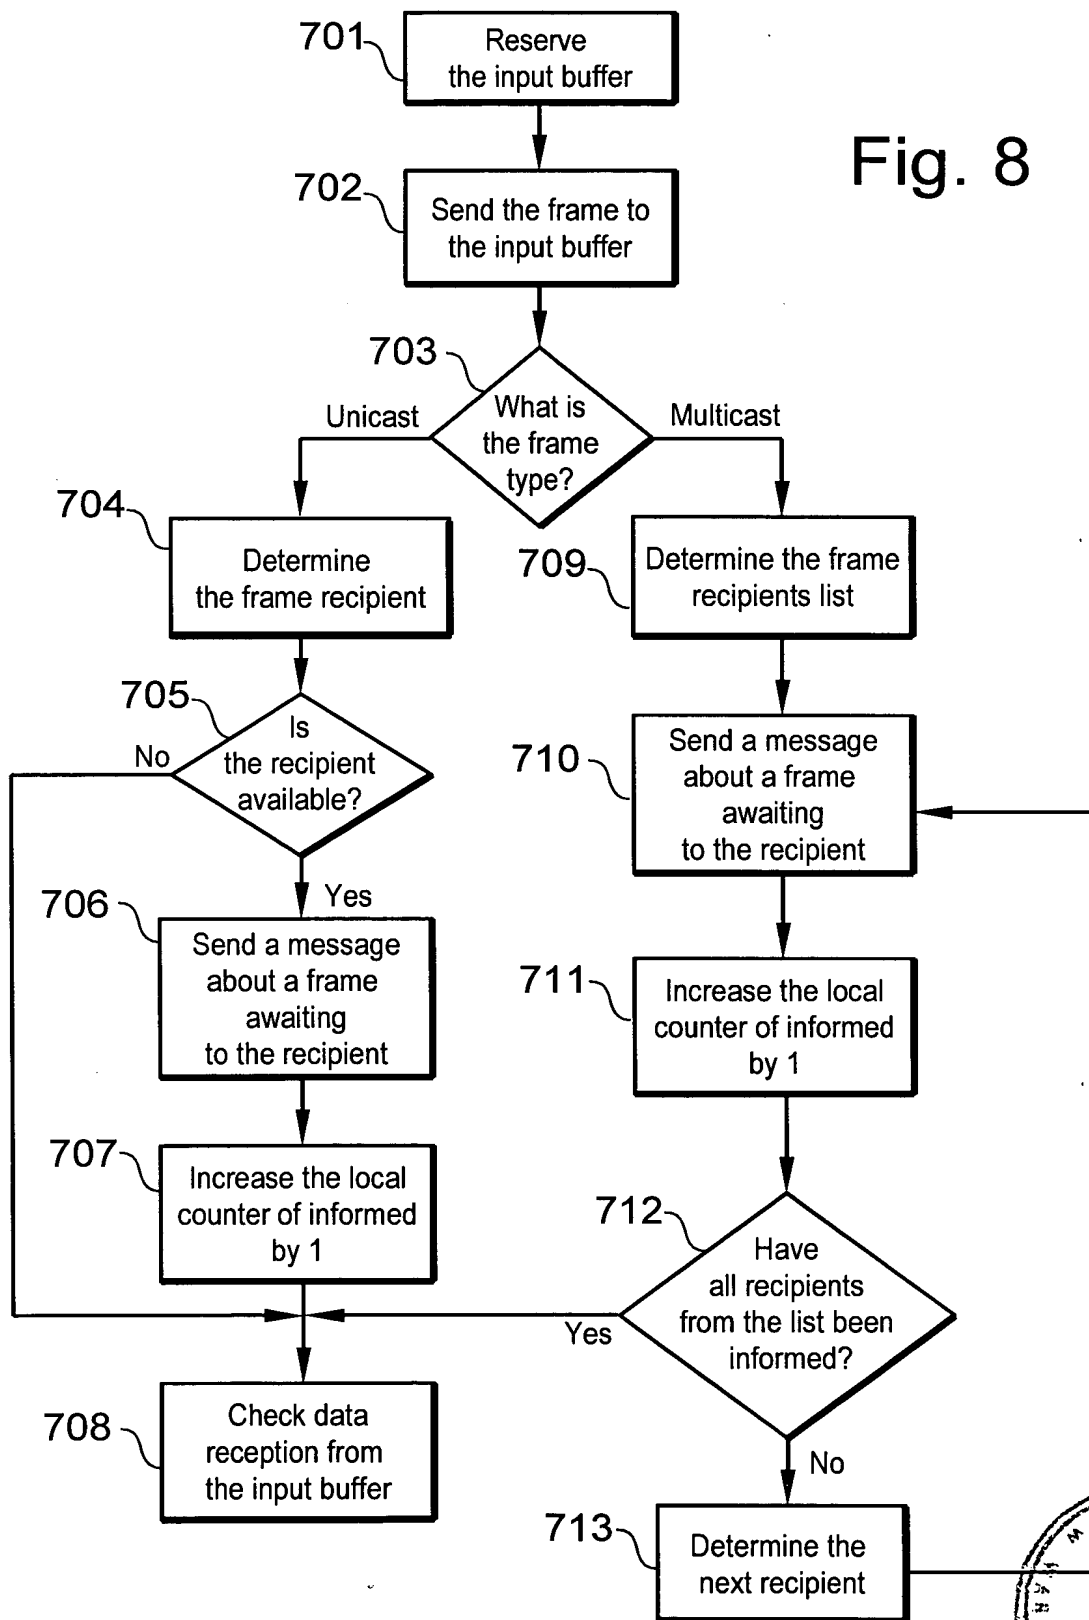 701
Reserve
the input buffer
Fig. 8
702
Send the frame to
the input buffer
703
What is
the frame
type?
Unicast
Multicast
704
Determine
the frame recipient
709
Determine the frame
recipients list
705
Is
the recipient
available?
No
Yes
710
Send a message
about a frame
awaiting
to the recipient
706
Send a message
about a frame
awaiting
to the recipient
711
Increase the local
counter of informed
by 1
707
Increase the local
counter of informed
by 1
712
Have
all recipients
from the list been
informed?
Yes
No
708
Check data
reception from
the input buffer
713
Determine the
next recipient